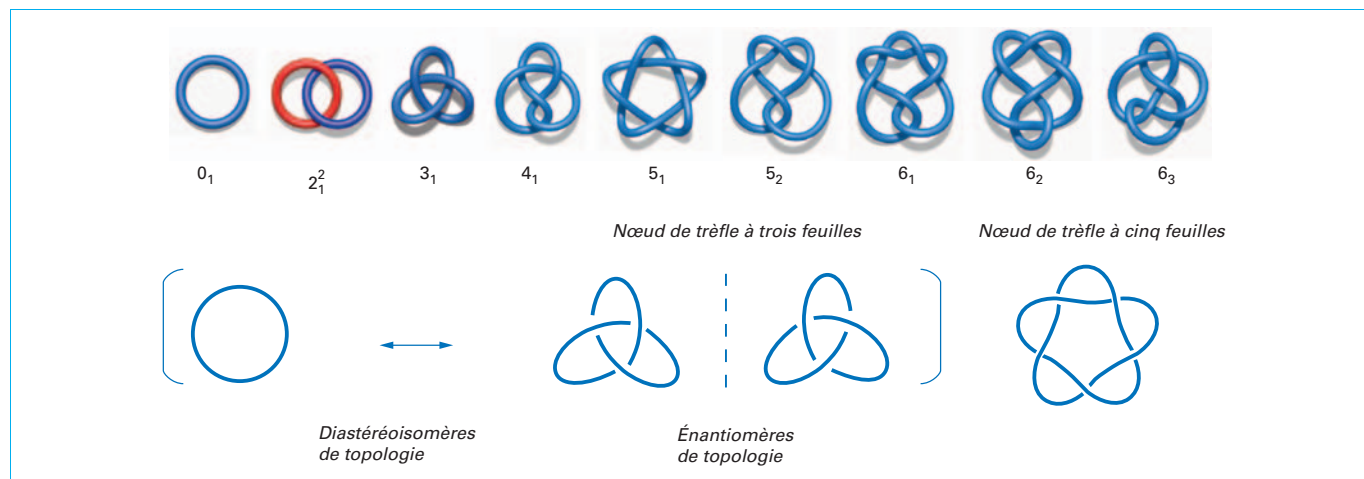 0₁ 2²₁ 3₁ 4₁ 5₁ 5₂ 6₁ 6₂ 6₃
Nœud de trèfle à trois feuilles Nœud de trèfle à cinq feuilles
Diastéréoisomères
de topologie
Énantiomères
de topologie